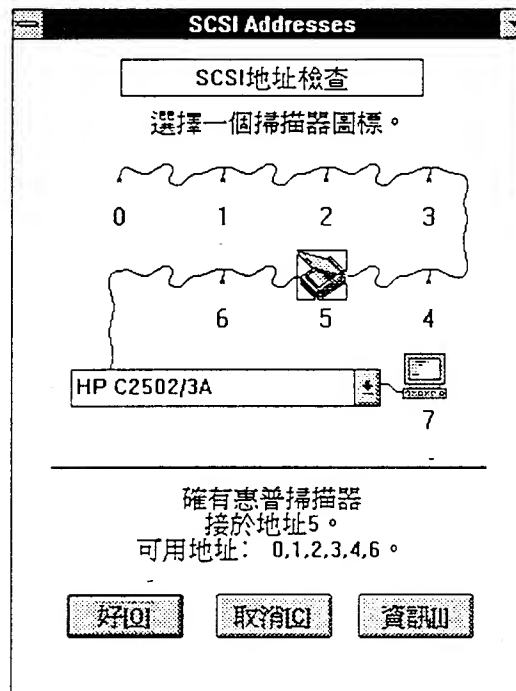 SCSI Addresses
SCSI地址檢查
選擇一個掃描器圖標。
0 1 2 3
6 5 4
HP C2502/3A
7
確有惠普掃描器
接於地址5。
可用地址: 0,1,2,3,4,6。
好[O] 取消[C] 資訊[I]